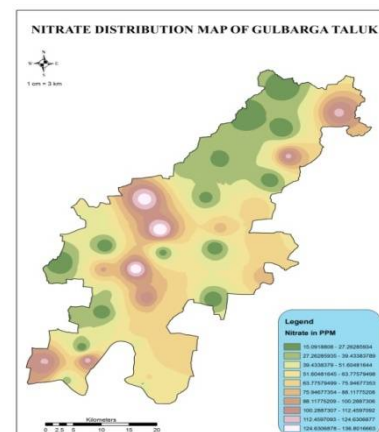 NITRATE DISTRIBUTION MAP OF GULBARGA TALUK
N
W E
S
1 cm = 3 km
Legend
Nitrate in PPM
15.0918808 - 27.26285934
27.26285935 - 39.43383789
39.4338379 - 51.60481644
51.60481645 - 63.77579498
63.77579499 - 75.94677353
75.94677354 - 88.11775208
88.11775209 - 100.2887306
100.2887307 - 112.4597092
112.4597093 - 124.6306877
124.6306878 - 136.8016663
Kilometers
0 2.5 5 10 15 20